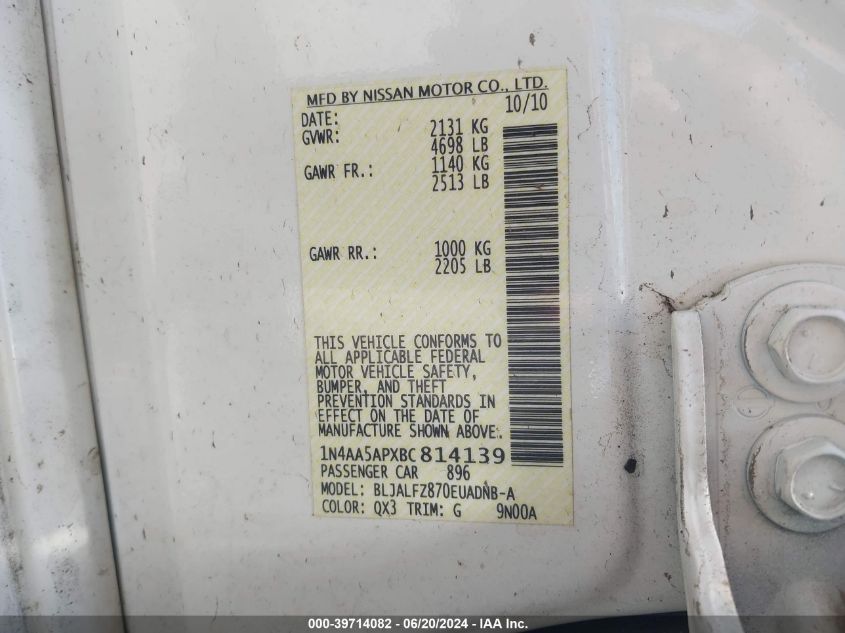 MFD BY NISSAN MOTOR CO., LTD.
DATE: 10/10
GVWR: 2131 KG
4698 LB
GAWR FR.: 1140 KG
2513 LB
GAWR RR.: 1000 KG
2205 LB
THIS VEHICLE CONFORMS TO
ALL APPLICABLE FEDERAL
MOTOR VEHICLE SAFETY,
BUMPER, AND THEFT
PREVENTION STANDARDS IN
EFFECT ON THE DATE OF
MANUFACTURE SHOWN ABOVE.
1N4AA5APXBC814139
PASSENGER CAR 896
MODEL: BLJALFZ870EUADNB-A
COLOR: QX3 TRIM: G 9N00A
000-39714082 - 06/20/2024 - IAA Inc.